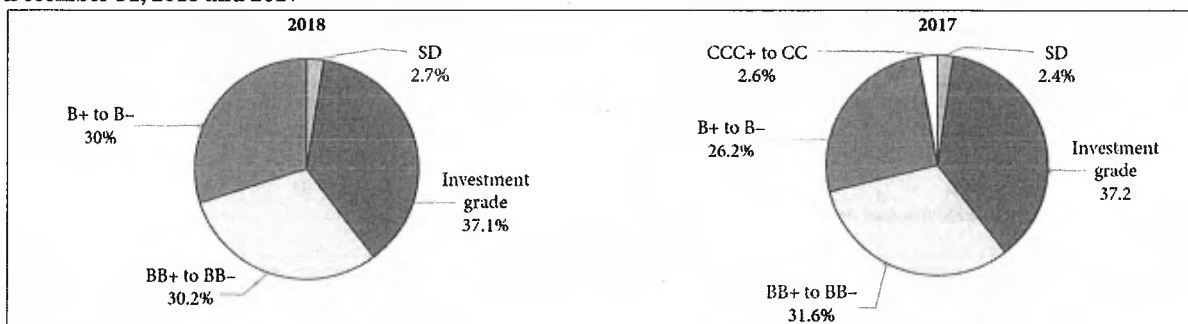 2018
SD
2.7%
B+ to B–
30%
Investment
grade
37.1%
BB+ to BB–
30.2%
2017
CCC+ to CC
2.6%
SD
2.4%
B+ to B–
26.2%
Investment
grade
37.2
BB+ to BB–
31.6%